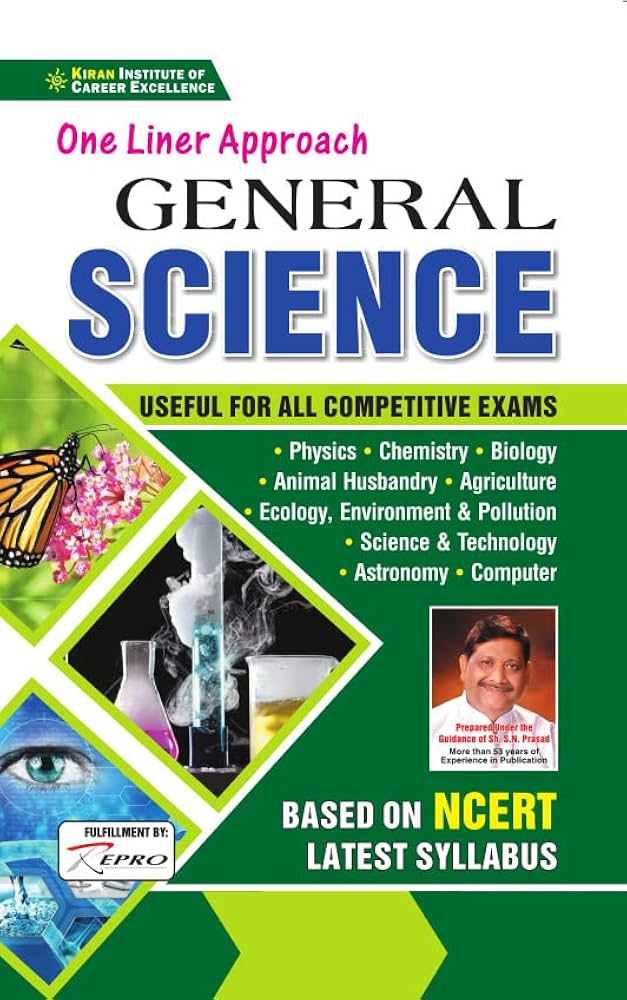 KIRAN INSTITUTE OF
CAREER EXCELLENCE
One Liner Approach
GENERAL
SCIENCE
USEFUL FOR ALL COMPETITIVE EXAMS
• Physics • Chemistry • Biology
• Animal Husbandry • Agriculture
• Ecology, Environment & Pollution
• Science & Technology
• Astronomy • Computer
Prepared Under the
Guidance of Sh. S.N. Prasad
More than 53 years of
Experience in Publication
BASED ON NCERT
LATEST SYLLABUS
FULFILLMENT BY:
REPRO